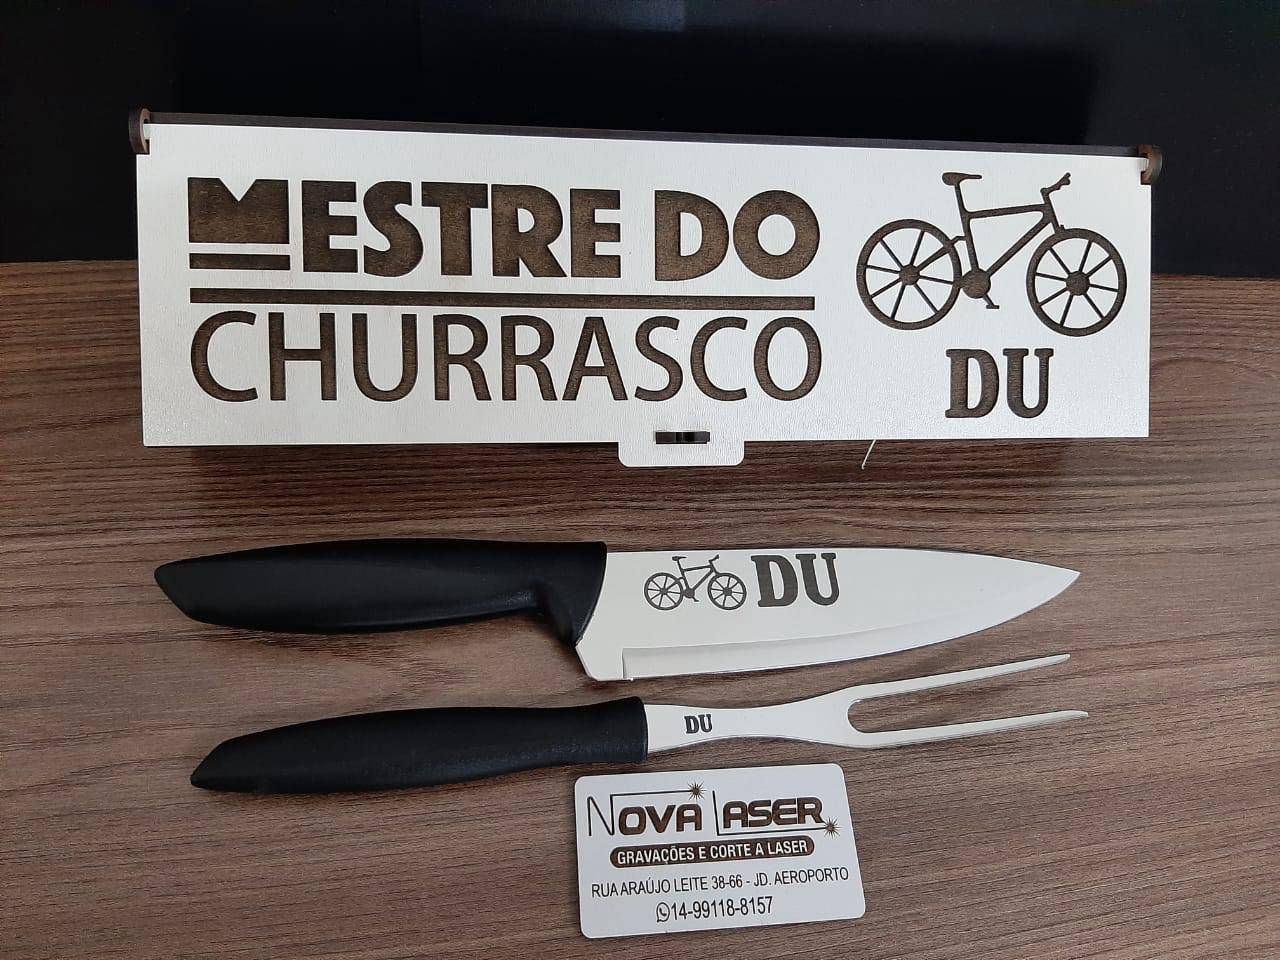 MESTRE DO
CHURRASCO
DU
DU
DU
NOVA LASER
GRAVAÇÕES E CORTE A LASER
RUA ARAÚJO LEITE 38-66 - JD. AEROPORTO
14-99118-8157